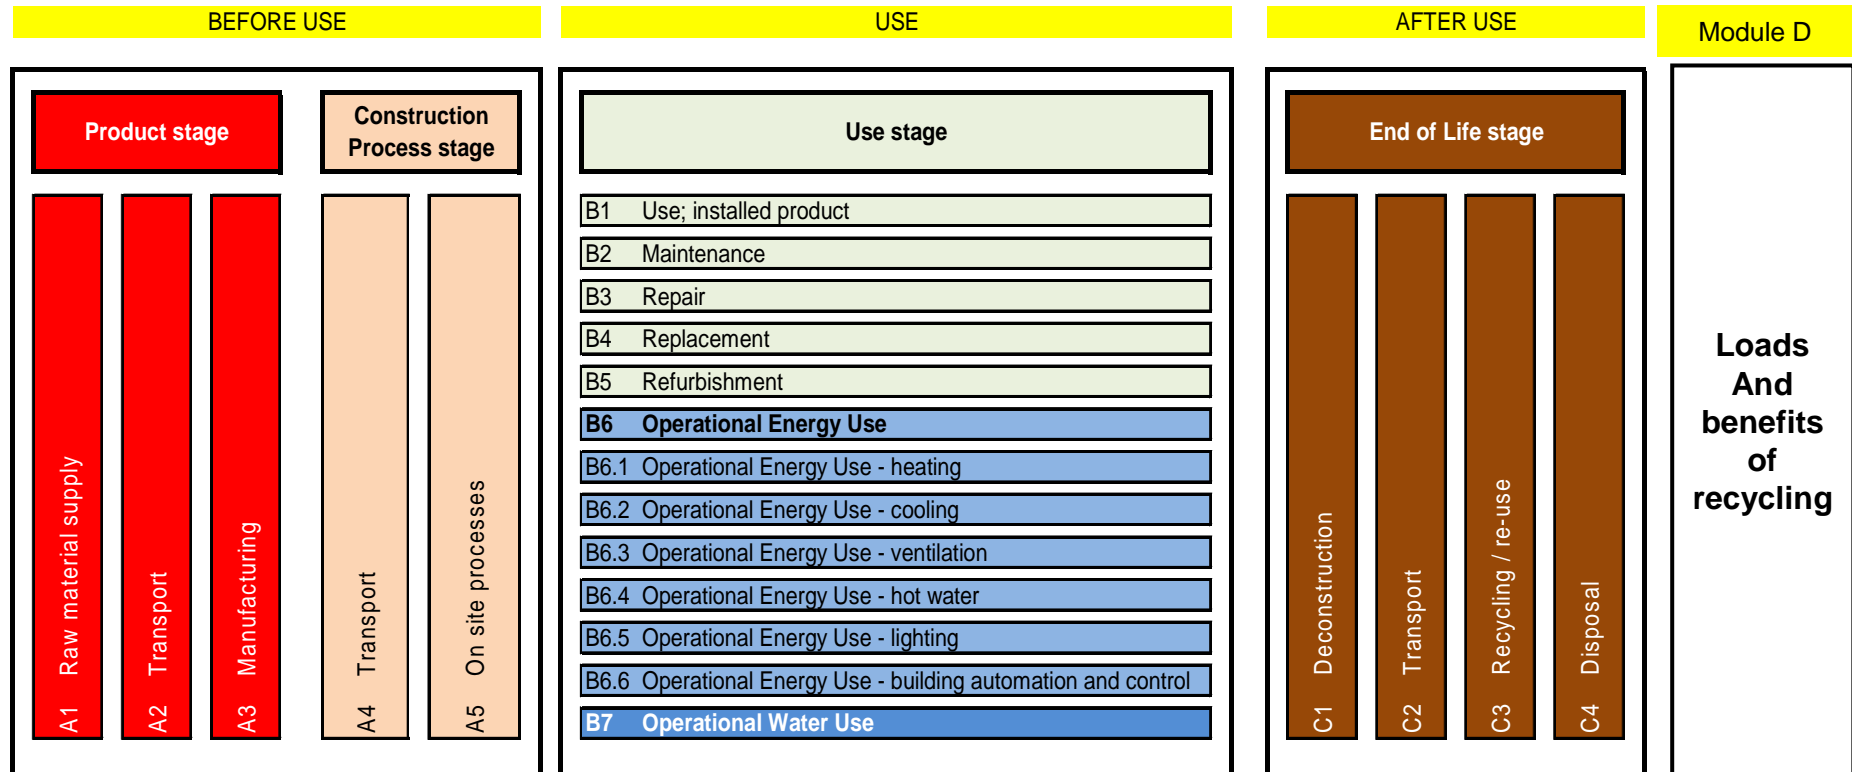 BEFORE USE
USE
AFTER USE
Module D
Product stage
Construction
Process stage
Use stage
End of Life stage
A1 Raw material supply
A2 Transport
A3 Manufacturing
A4 Transport
A5 On site processes
B1 Use; installed product
B2 Maintenance
B3 Repair
B4 Replacement
B5 Refurbishment
B6 Operational Energy Use
B6.1 Operational Energy Use - heating
B6.2 Operational Energy Use - cooling
B6.3 Operational Energy Use - ventilation
B6.4 Operational Energy Use - hot water
B6.5 Operational Energy Use - lighting
B6.6 Operational Energy Use - building automation and control
B7 Operational Water Use
C1 Deconstruction
C2 Transport
C3 Recycling / re-use
C4 Disposal
Loads
And
benefits
of
recycling